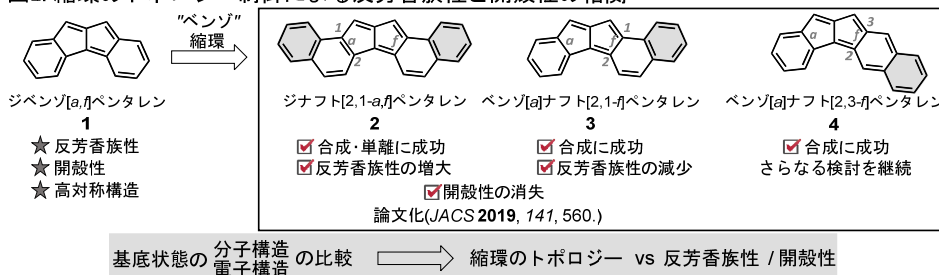 "ベンゾ"
縮環
1 a f 2
a f 1 2
a f 3 2
ジベンゾ[a,f]ペンタレン
1
★ 反芳香族性
★ 開殻性
★ 高対称構造
ジナフト[2,1-a,f]ペンタレン
2
合成・単離に成功
反芳香族性の増大
ベンゾ[a]ナフト[2,1-f]ペンタレン
3
合成に成功
反芳香族性の減少
開殻性の消失
論文化(JACS 2019, 141, 560.)
ベンゾ[a]ナフト[2,3-f]ペンタレン
4
合成に成功
さらなる検討を継続
基底状態の 分子構造 電子構造 の比較 縮環のトポロジー vs 反芳香族性 / 開殻性